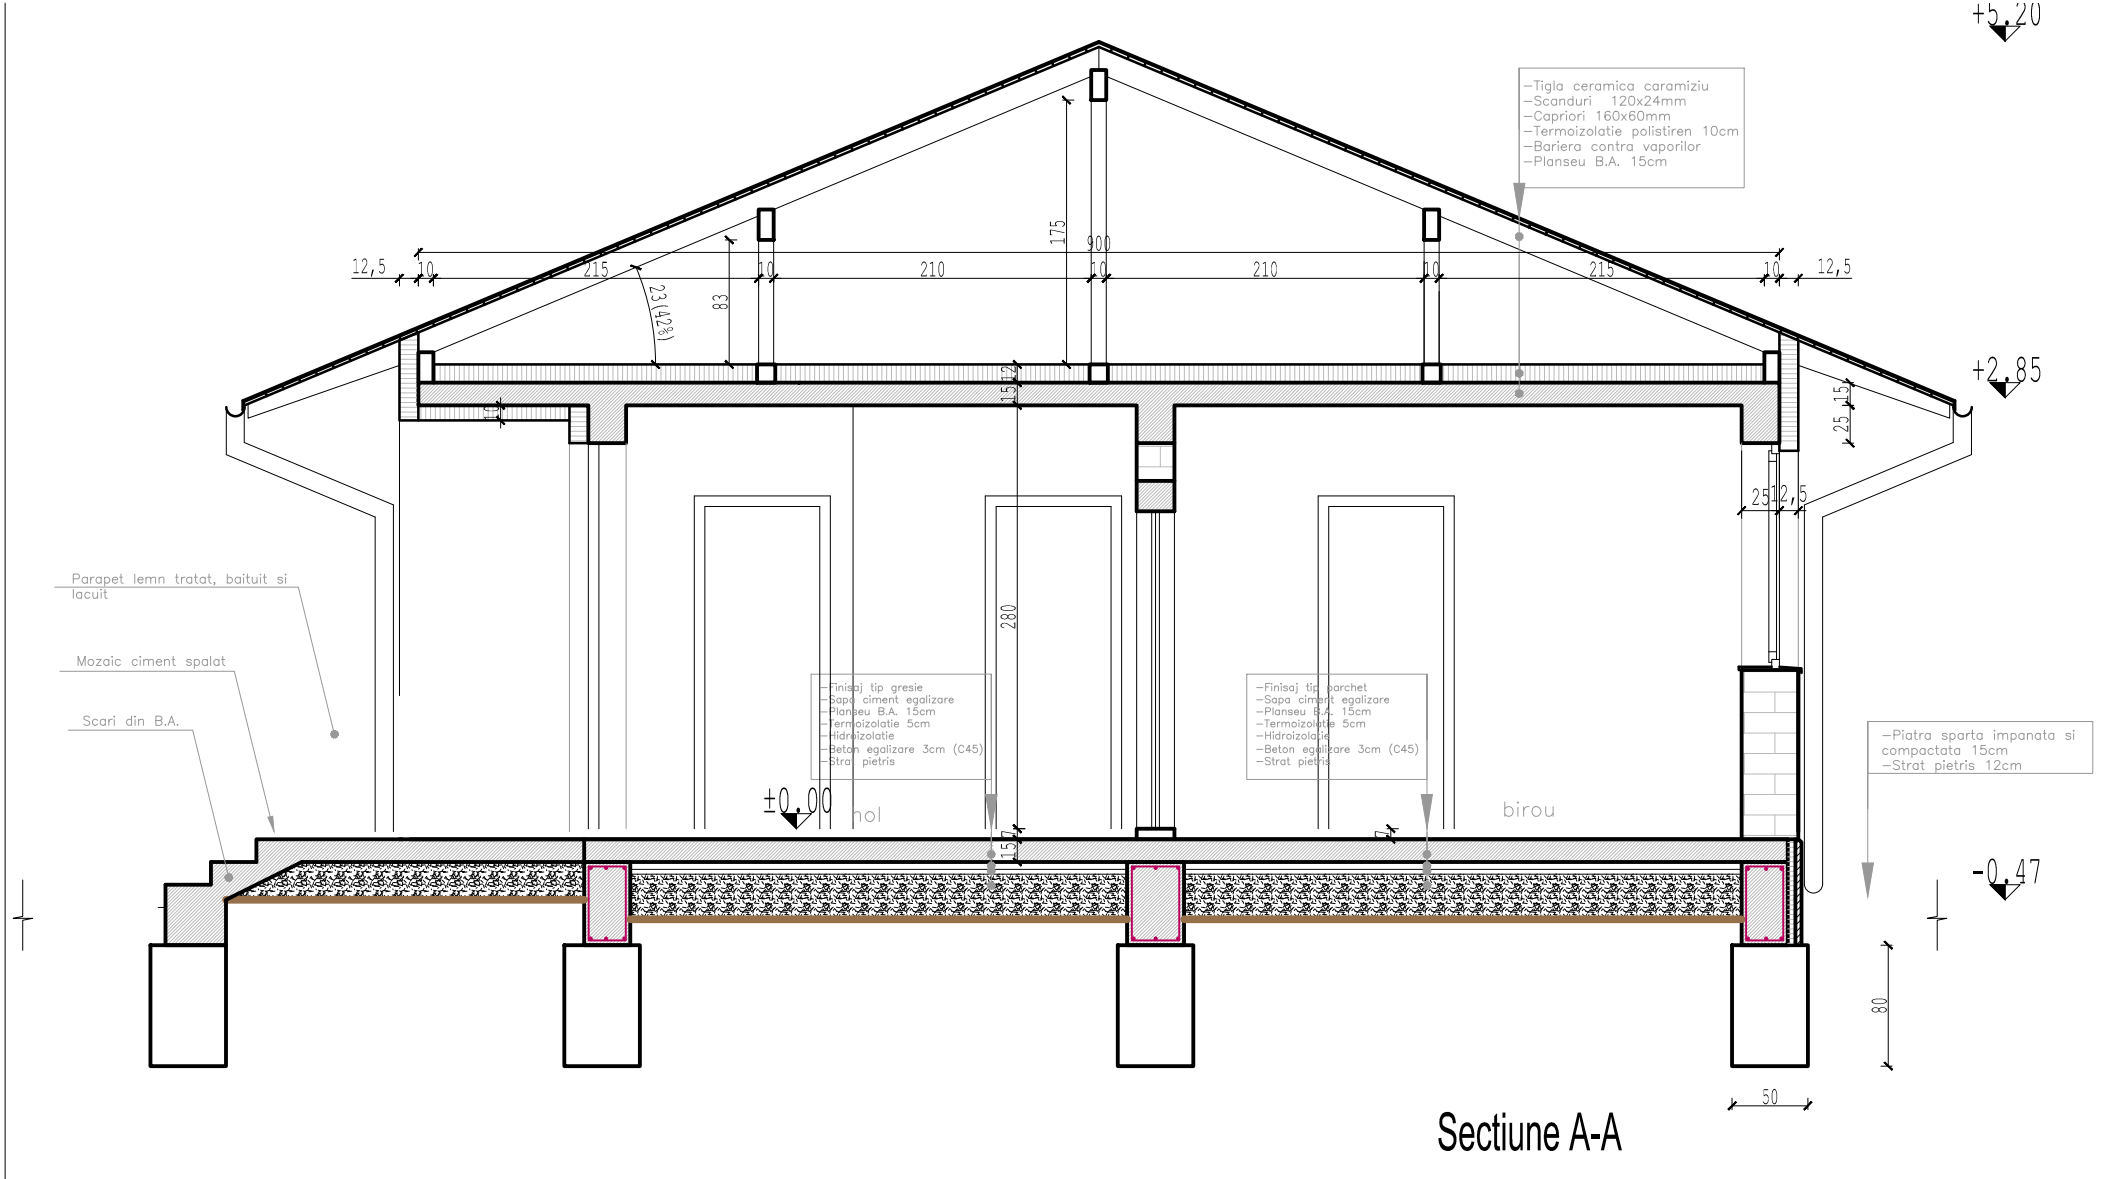 +5.20
-Tigla ceramica caramiziu
-Scanduri 120x24mm
-Capriori 160x60mm
-Termoizolatie polistiren 10cm
-Bariera contra vaporilor
-Planseu B.A. 15cm
175
900
12,5 10 215 10 210 10 210 10 215 10 12,5
23(42%)
83
12
15
10
+2.85
15
25
25 12,5
280
Parapet lemn tratat, baituit si
lacuit
Mozaic ciment spalat
Scari din B.A.
-Finisaj tip gresie
-Sapa ciment egalizare
-Planseu B.A. 15cm
-Termoizolatie 5cm
-Hidroizolatie
-Beton egalizare 3cm (C45)
-Strat pietris
-Finisaj tip parchet
-Sapa ciment egalizare
-Planseu B.A. 15cm
-Termoizolatie 5cm
-Hidroizolatie
-Beton egalizare 3cm (C45)
-Strat pietris
-Piatra sparta impanata si
compactata 15cm
-Strat pietris 12cm
±0.00
hol
birou
7
15
7
-0.47
80
50
Sectiune A-A